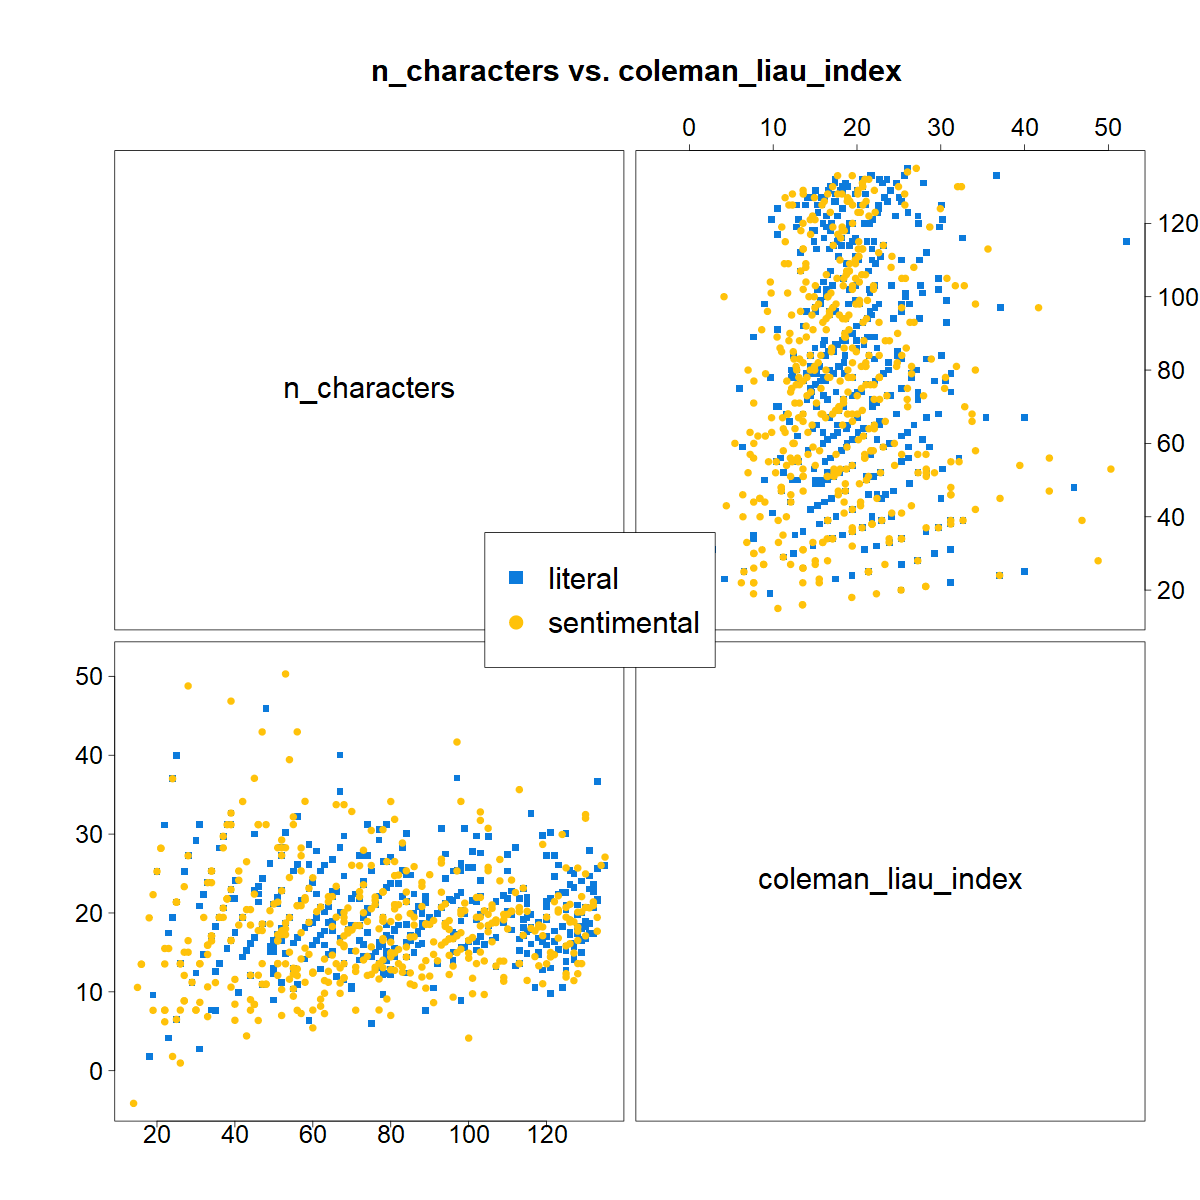 n_characters vs. coleman_liau_index
0 10 20 30 40 50
n_characters
120
100
80
60
40
20
literal
sentimental
50
40
30
20
10
0
coleman_liau_index
20 40 60 80 100 120